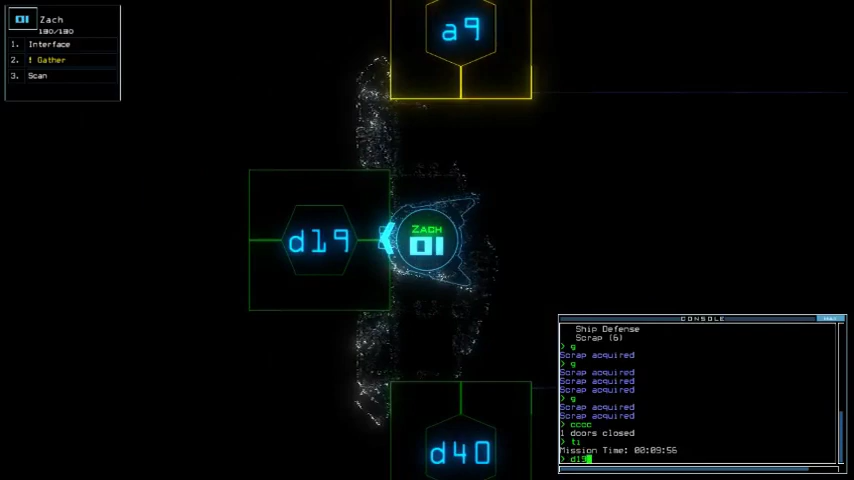 01 Zach
180/180
1. Interface
2. ! Gather
3. Scan
a9
d19
Zach
01
d40
CONSOLE
Ship Defense
Scrap (6)
> g
Scrap acquired
> g
Scrap acquired
Scrap acquired
Scrap acquired
> g
Scrap acquired
Scrap acquired
> cccc
1 doors closed
> ti
Mission Time: 00:09:56
> d19